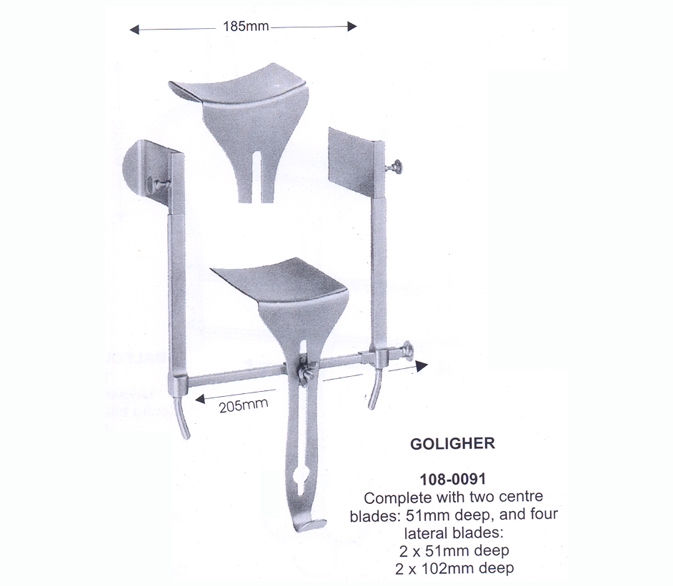 185mm
205mm
GOLIGHER
108-0091
Complete with two centre
blades: 51mm deep, and four
lateral blades:
2 x 51mm deep
2 x 102mm deep